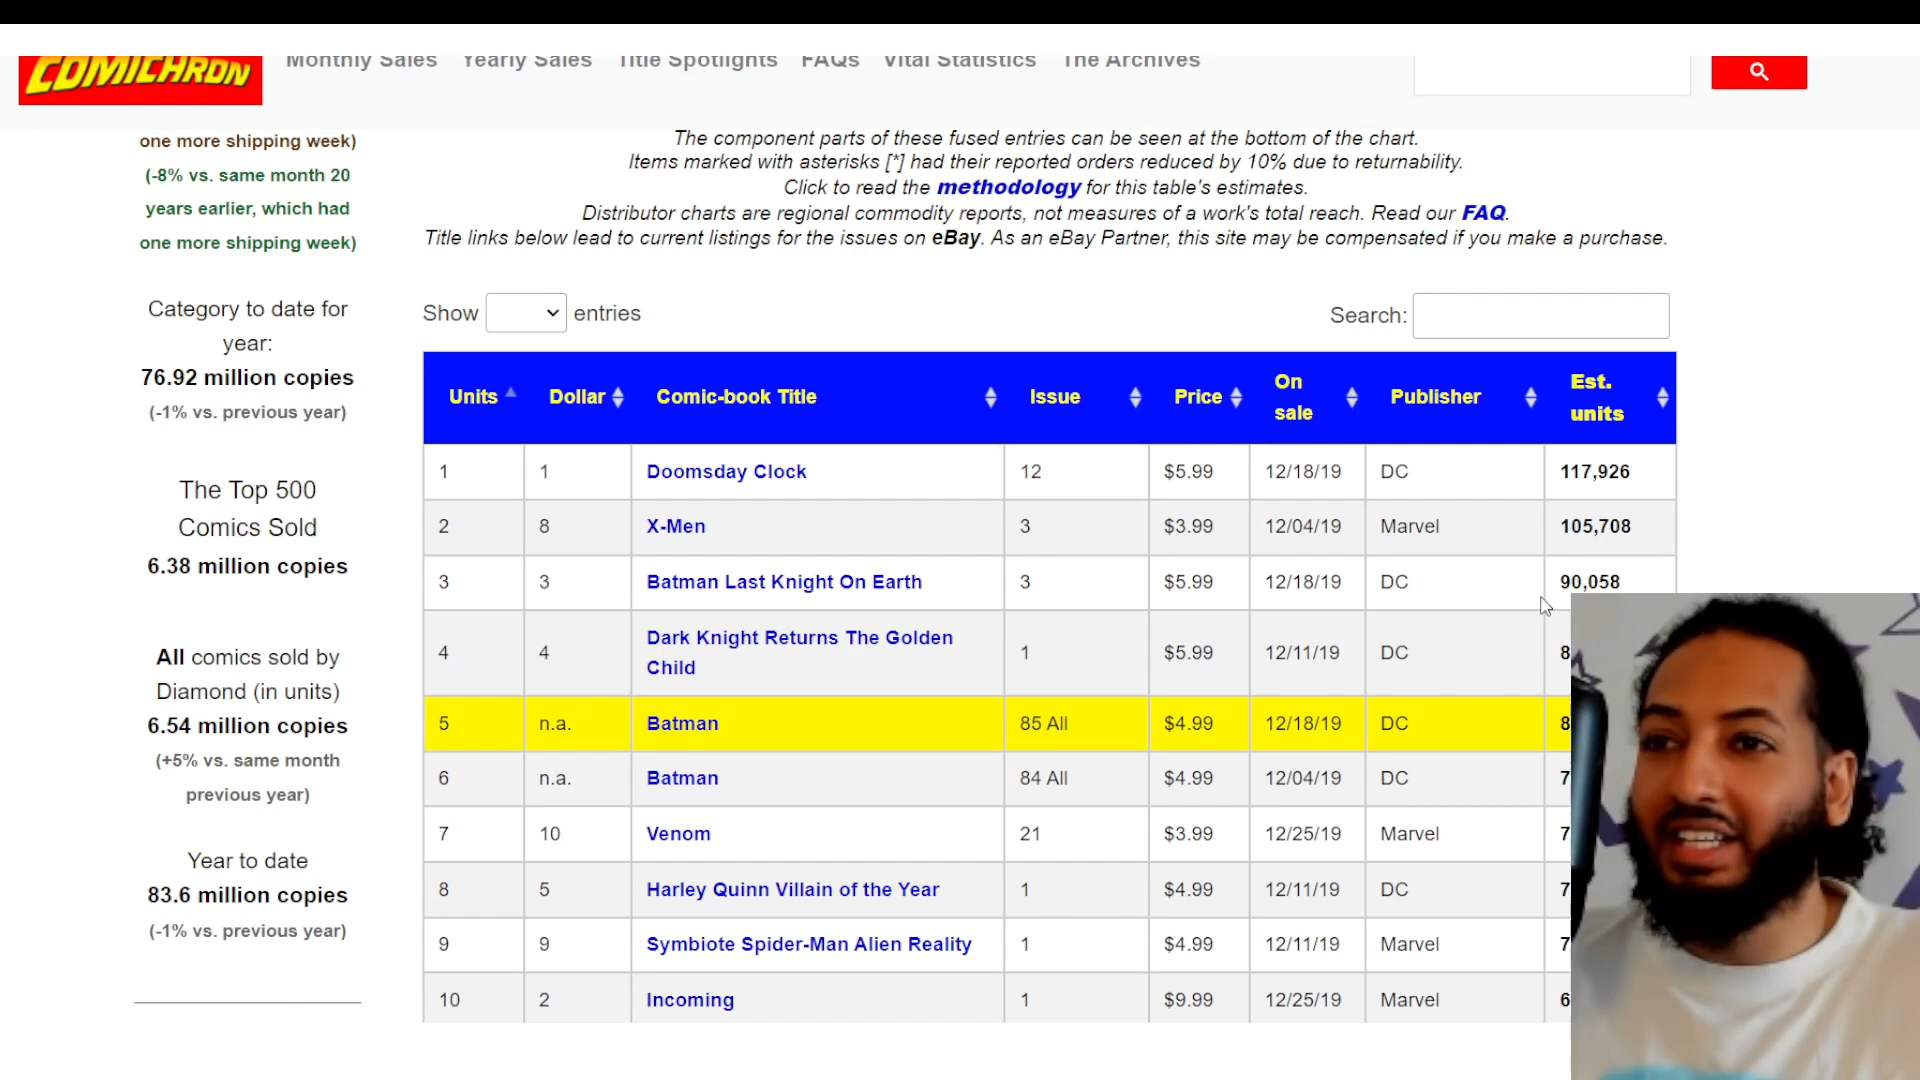 COMICHRON
Monthly Sales Yearly Sales Title Spotlights FAQs Vital Statistics The Archives
one more shipping week)
(-8% vs. same month 20
years earlier, which had
one more shipping week)
Category to date for
year:
76.92 million copies
(-1% vs. previous year)
The Top 500
Comics Sold
6.38 million copies
All comics sold by
Diamond (in units)
6.54 million copies
(+5% vs. same month
previous year)
Year to date
83.6 million copies
(-1% vs. previous year)
The component parts of these fused entries can be seen at the bottom of the chart.
Items marked with asterisks [*] had their reported orders reduced by 10% due to returnability.
Click to read the methodology for this table's estimates.
Distributor charts are regional commodity reports, not measures of a work's total reach. Read our FAQ.
Title links below lead to current listings for the issues on eBay. As an eBay Partner, this site may be compensated if you make a purchase.
Show entries Search:
Units Dollar Comic-book Title Issue Price On sale Publisher Est. units
1 1 Doomsday Clock 12 $5.99 12/18/19 DC 117,926
2 8 X-Men 3 $3.99 12/04/19 Marvel 105,708
3 3 Batman Last Knight On Earth 3 $5.99 12/18/19 DC 90,058
4 4 Dark Knight Returns The Golden Child 1 $5.99 12/11/19 DC 8
5 n.a. Batman 85 All $4.99 12/18/19 DC 8
6 n.a. Batman 84 All $4.99 12/04/19 DC 7
7 10 Venom 21 $3.99 12/25/19 Marvel 7
8 5 Harley Quinn Villain of the Year 1 $4.99 12/11/19 DC 7
9 9 Symbiote Spider-Man Alien Reality 1 $4.99 12/11/19 Marvel 7
10 2 Incoming 1 $9.99 12/25/19 Marvel 6